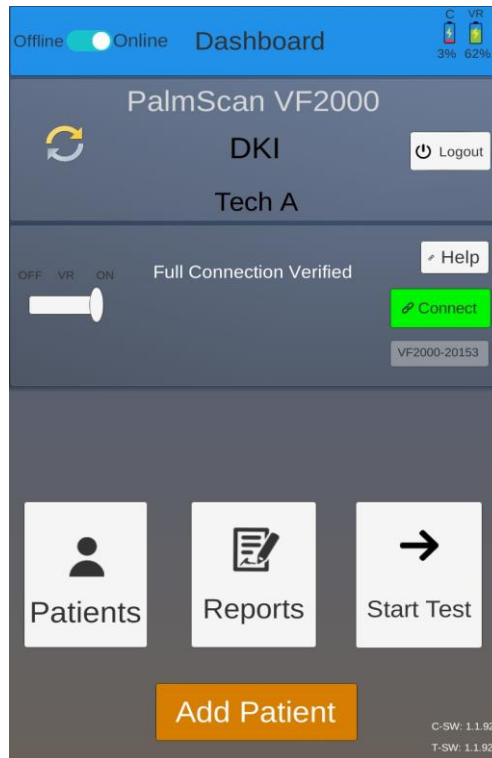 Offline Online Dashboard C VR
3% 62%
PalmScan VF2000
DKI
Logout
Tech A
Help
OFF VR ON Full Connection Verified
Connect
VF2000-20153
Patients Reports Start Test
Add Patient
C-SW: 1.1.92
T-SW: 1.1.92